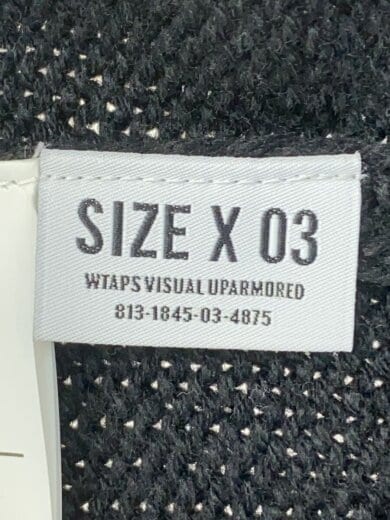 SIZE X 03
WTAPS VISUAL UPARMORED
813-1845-03-4875